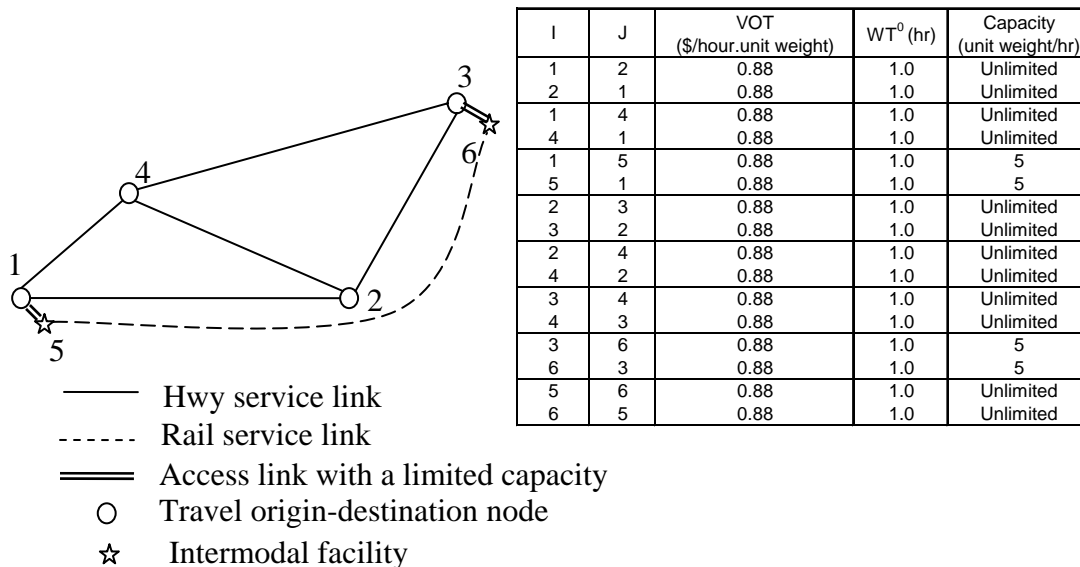 3
6
4
1
2
5
Hwy service link
Rail service link
Access link with a limited capacity
Travel origin-destination node
Intermodal facility
I J VOT ($/hour.unit weight) WT⁰ (hr) Capacity (unit weight/hr)
1 2 0.88 1.0 Unlimited
2 1 0.88 1.0 Unlimited
1 4 0.88 1.0 Unlimited
4 1 0.88 1.0 Unlimited
1 5 0.88 1.0 5
5 1 0.88 1.0 5
2 3 0.88 1.0 Unlimited
3 2 0.88 1.0 Unlimited
2 4 0.88 1.0 Unlimited
4 2 0.88 1.0 Unlimited
3 4 0.88 1.0 Unlimited
4 3 0.88 1.0 Unlimited
3 6 0.88 1.0 5
6 3 0.88 1.0 5
5 6 0.88 1.0 Unlimited
6 5 0.88 1.0 Unlimited